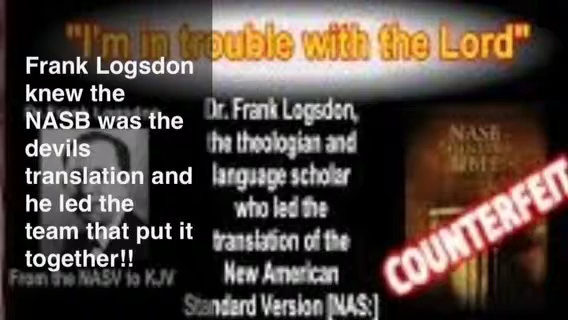 "I'm in trouble with the Lord"
Frank Logsdon
knew the
NASB was the
devils
translation and
he led the
team that put it
together!!
From the NASV to KJV
Dr. Frank Logsdon,
the theologian and
language scholar
who led the
translation of the
New American
Standard Version [NAS:]
NASB
BIBLE
COUNTERFEIT